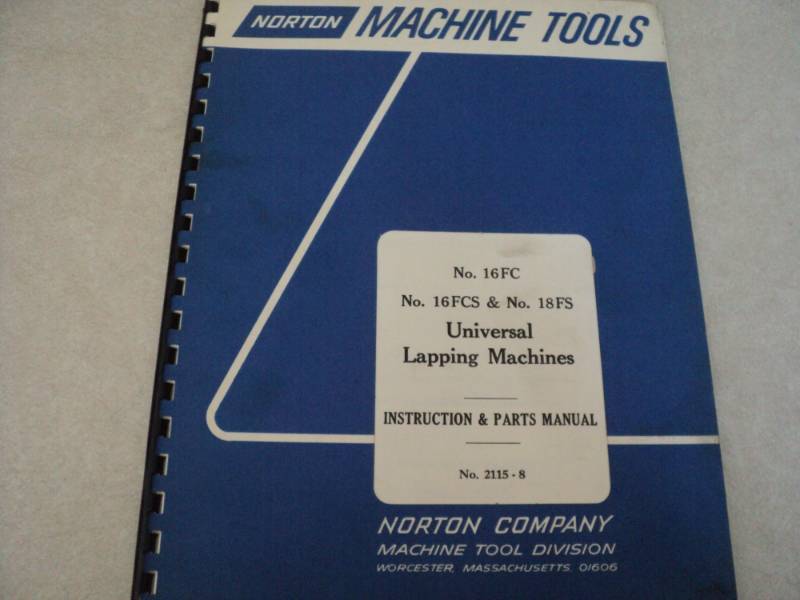 NORTON MACHINE TOOLS
No. 16FC
No. 16FCS & No. 18FS
Universal
Lapping Machines
INSTRUCTION & PARTS MANUAL
No. 2115 - 8
NORTON COMPANY
MACHINE TOOL DIVISION
WORCESTER, MASSACHUSETTS 01606